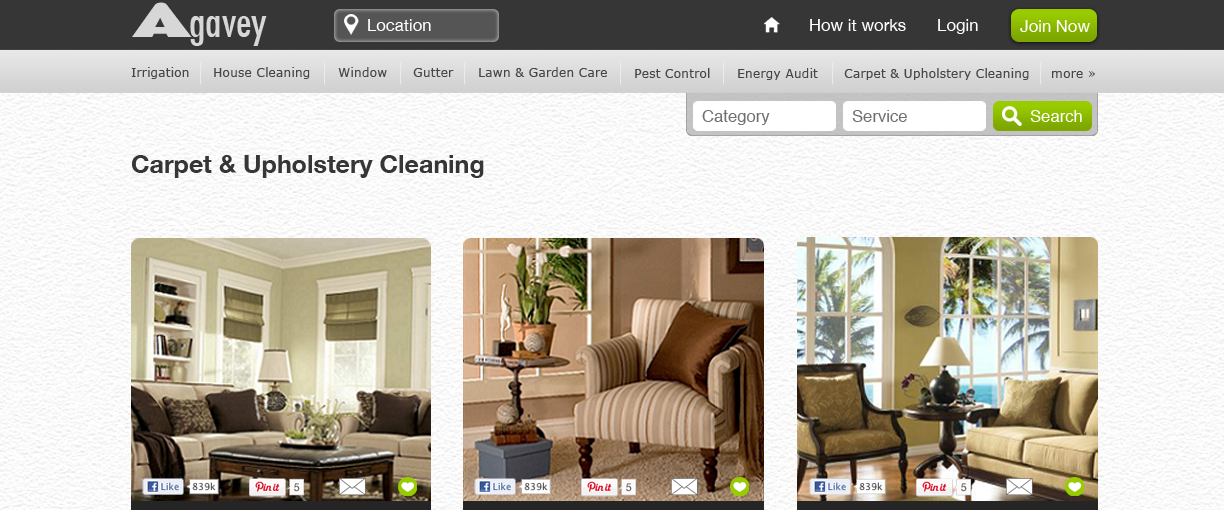 Agavey
Location
How it works
Login
Join Now
Irrigation
House Cleaning
Window
Gutter
Lawn & Garden Care
Pest Control
Energy Audit
Carpet & Upholstery Cleaning
more »
Category
Service
Search
Carpet & Upholstery Cleaning
Like 839k
Pin it 5
Like 839k
Pin it 5
Like 839k
Pin it 5